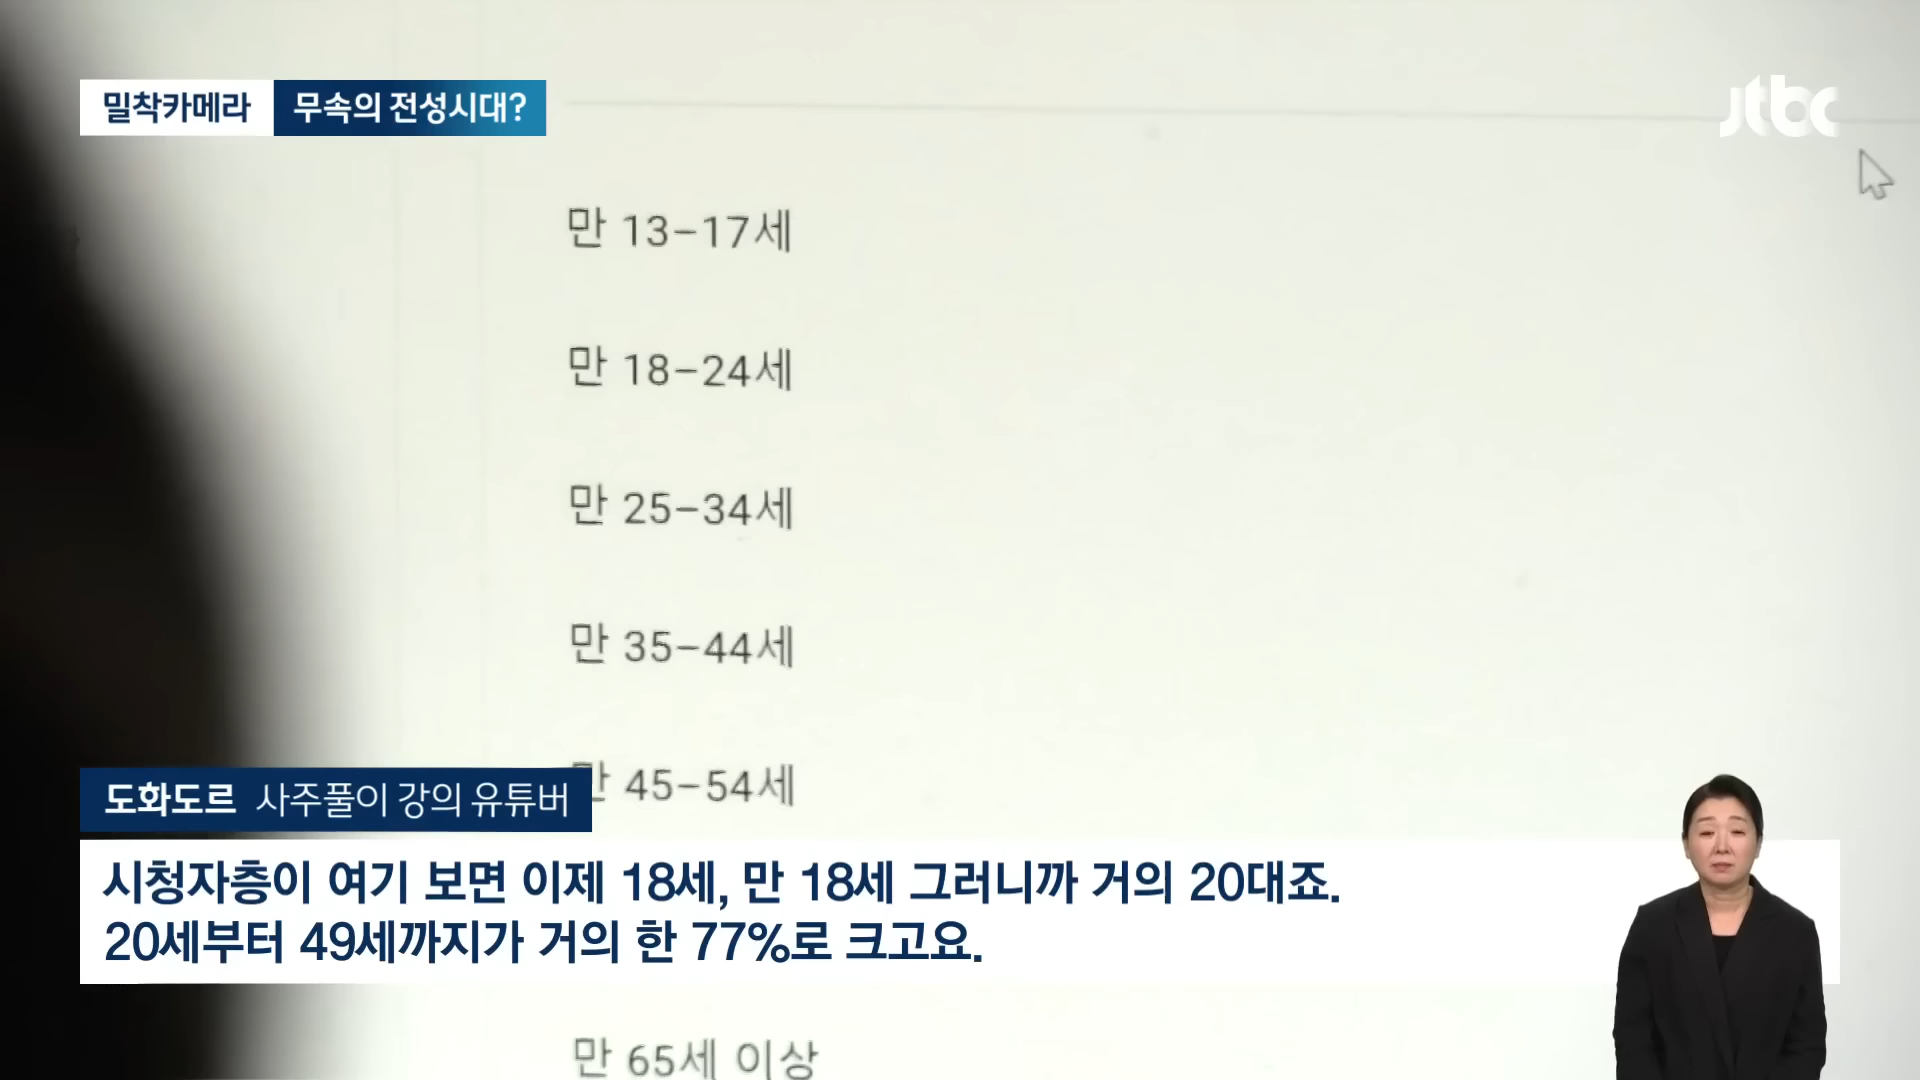 밀착카메라 무속의 전성시대?
jtbc
만 13-17세
만 18-24세
만 25-34세
만 35-44세
만 45-54세
도화도르 사주풀이 강의 유튜버
시청자층이 여기 보면 이제 18세, 만 18세 그러니까 거의 20대죠.
20세부터 49세까지가 거의 한 77%로 크고요.
만 65세 이상